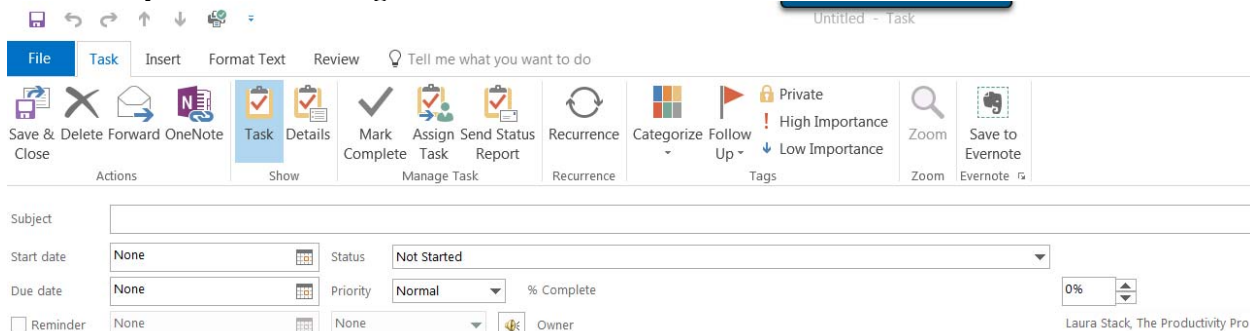 Untitled - Task
File Task Insert Format Text Review Tell me what you want to do
Save & Close Delete Forward OneNote Task Details Mark Complete Assign Task Send Status Report Recurrence Categorize Follow Up Private Zoom Save to Evernote
High Importance
Low Importance
Actions Show Manage Task Recurrence Tags Zoom Evernote
Subject
Start date None Status Not Started
Due date None Priority Normal % Complete 0%
Reminder None None Owner Laura Stack, The Productivity Pro